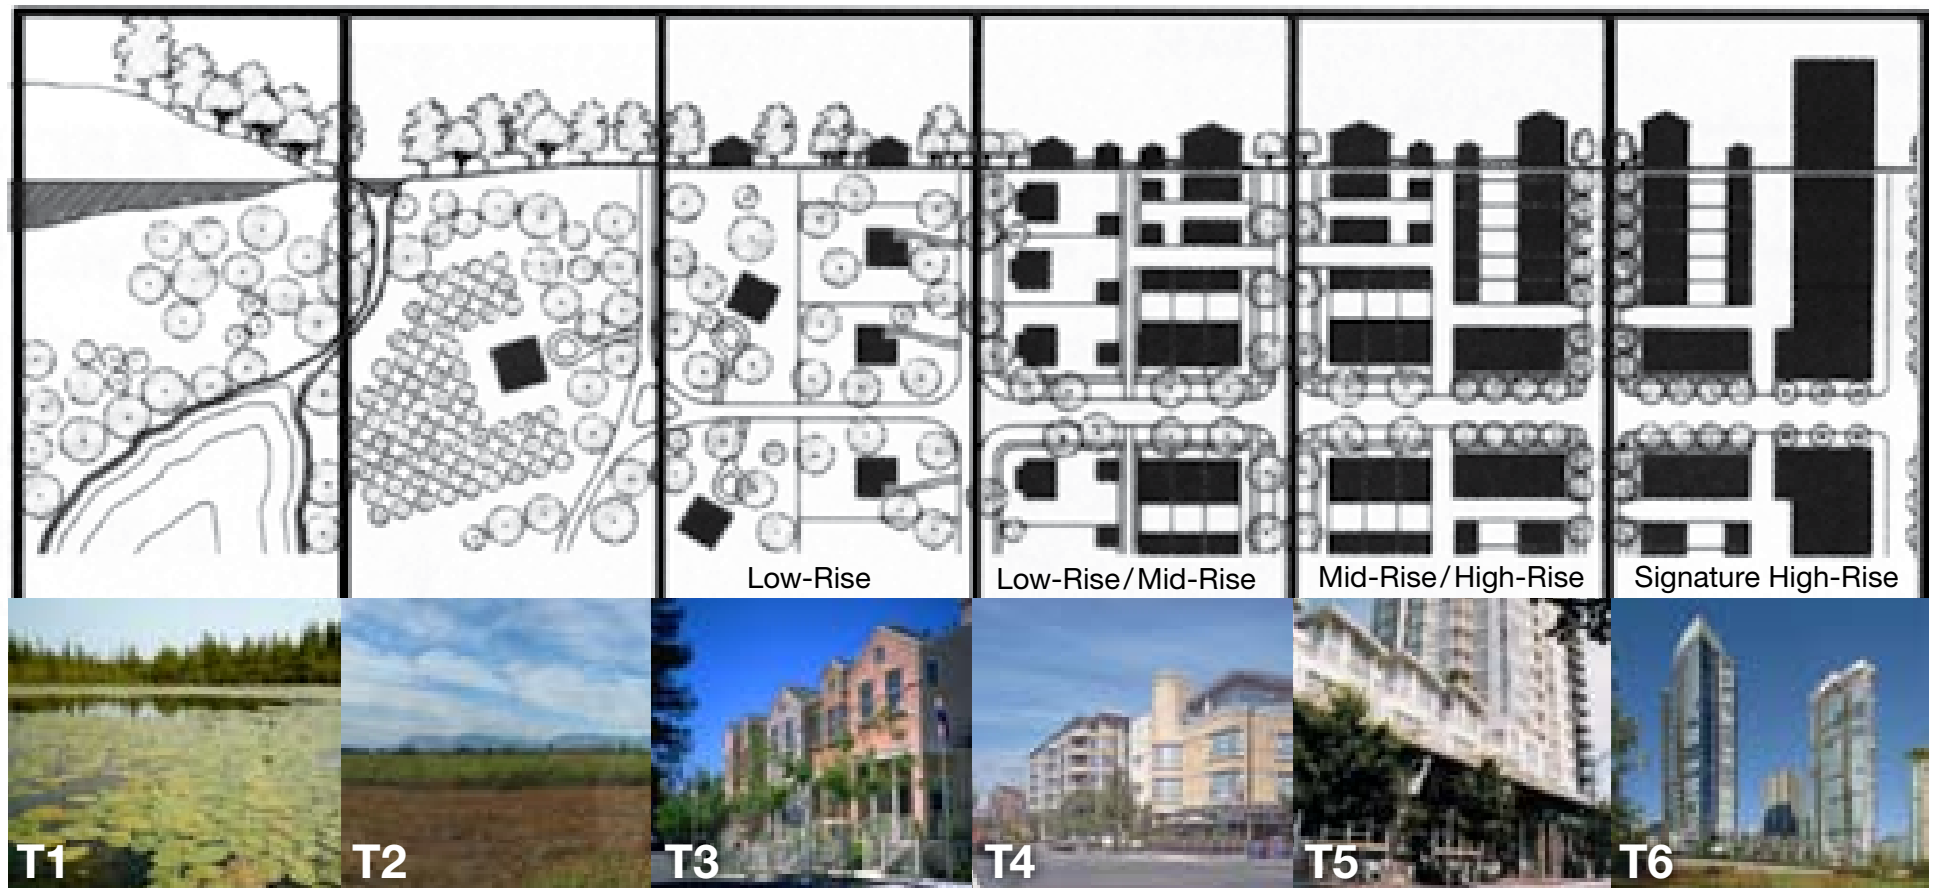 Low-Rise
Low-Rise/Mid-Rise
Mid-Rise/High-Rise
Signature High-Rise
T1
T2
T3
T4
T5
T6